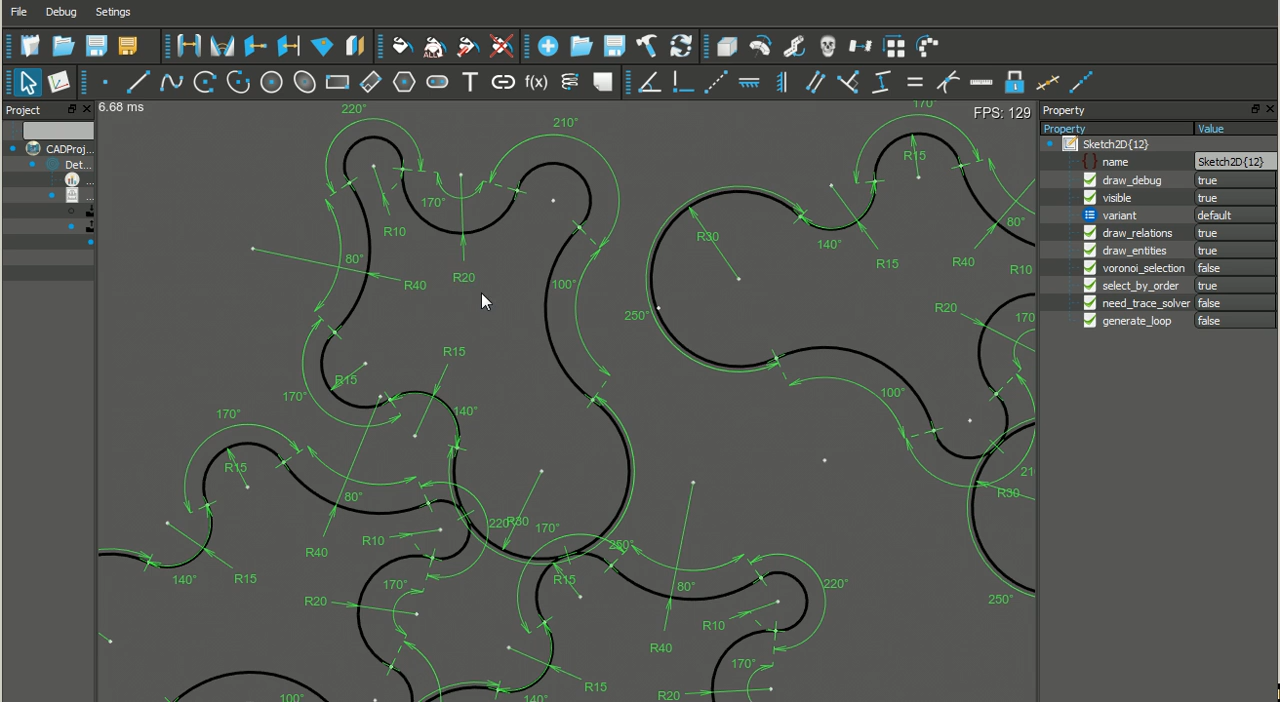 File Debug Setings
ALL
T f(x)
Project
CADProj...
Det...
...
...
6.68 ms
FPS: 129
220°
210°
170°
R15
170°
R10
80°
R30
140°
80°
R40
R20
100°
R15
R40
R10
250°
R20
170°
R15
R15
170°
140°
100°
170°
R15
80°
R30
220°
R30
170°
R40
R10
250°
140°
R15
170°
R15
80°
220°
R20
250°
R10
R40
170°
R15
R20
100°
140°
Property
Property Value
Sketch2D{12}
name Sketch2D{12}
draw_debug true
visible true
variant default
draw_relations true
draw_entities true
voronoi_selection false
select_by_order true
need_trace_solver false
generate_loop false